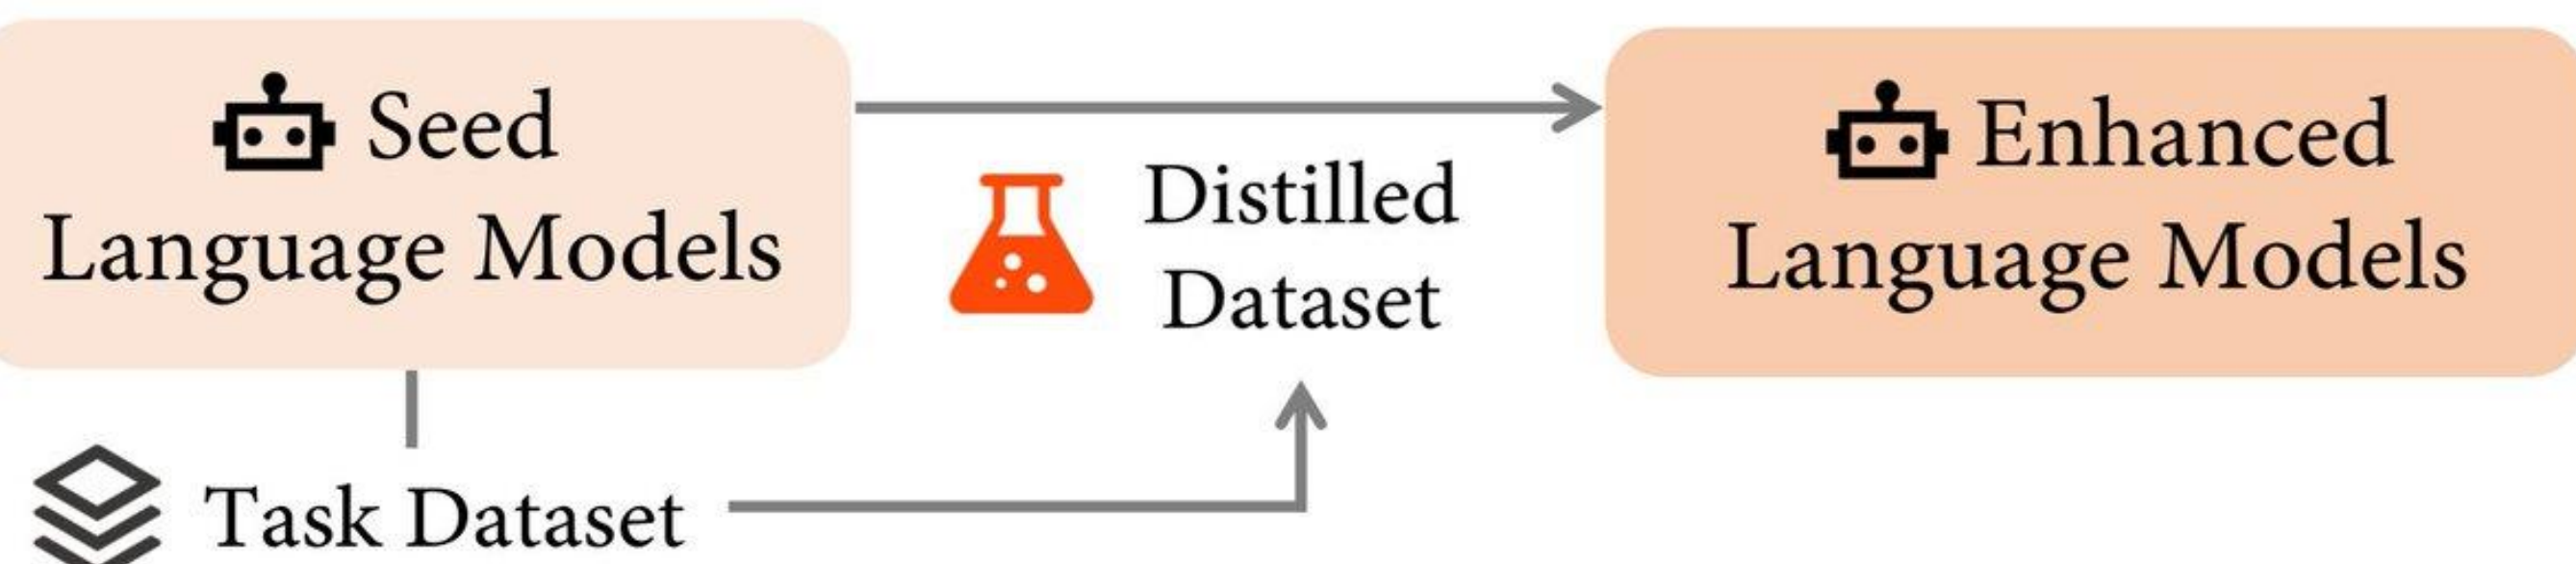 Seed
Language Models
Distilled
Dataset
Enhanced
Language Models
Task Dataset